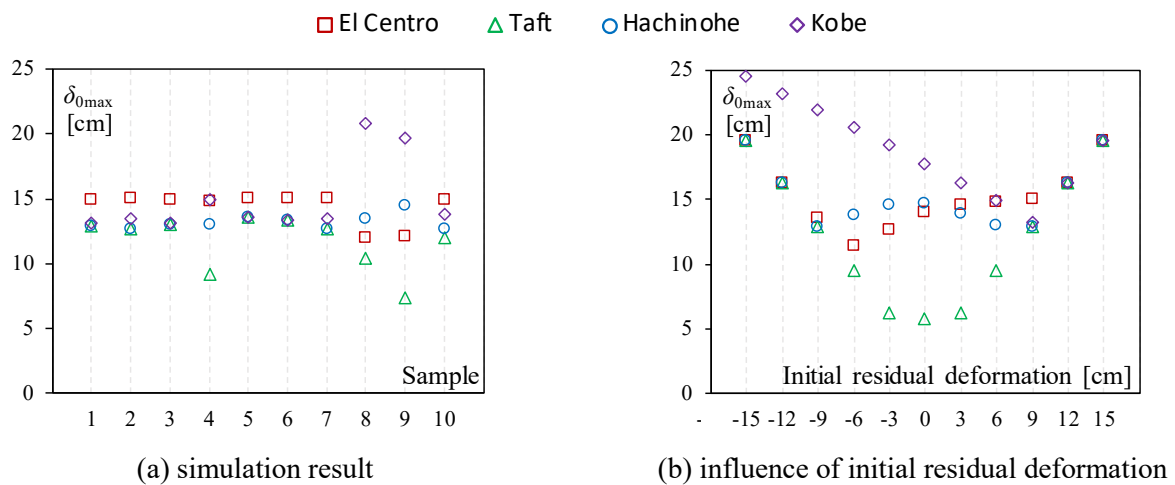 El Centro Taft Hachinohe Kobe
25
20
15
10
5
0
δ0max
[cm]
Sample
1 2 3 4 5 6 7 8 9 10
(a) simulation result
25
20
15
10
5
0
δ0max
[cm]
Initial residual deformation [cm]
- -15 -12 -9 -6 -3 0 3 6 9 12 15
(b) influence of initial residual deformation